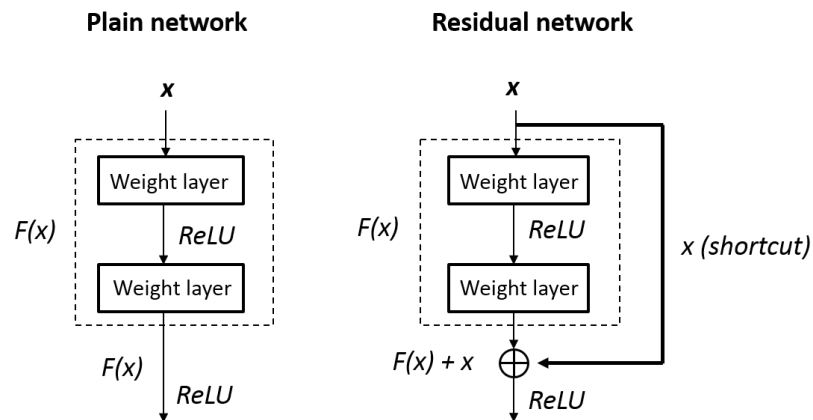 Plain network
x
Weight layer
F(x)
ReLU
Weight layer
F(x)
ReLU
Residual network
x
Weight layer
F(x)
ReLU
x (shortcut)
Weight layer
F(x) + x
ReLU